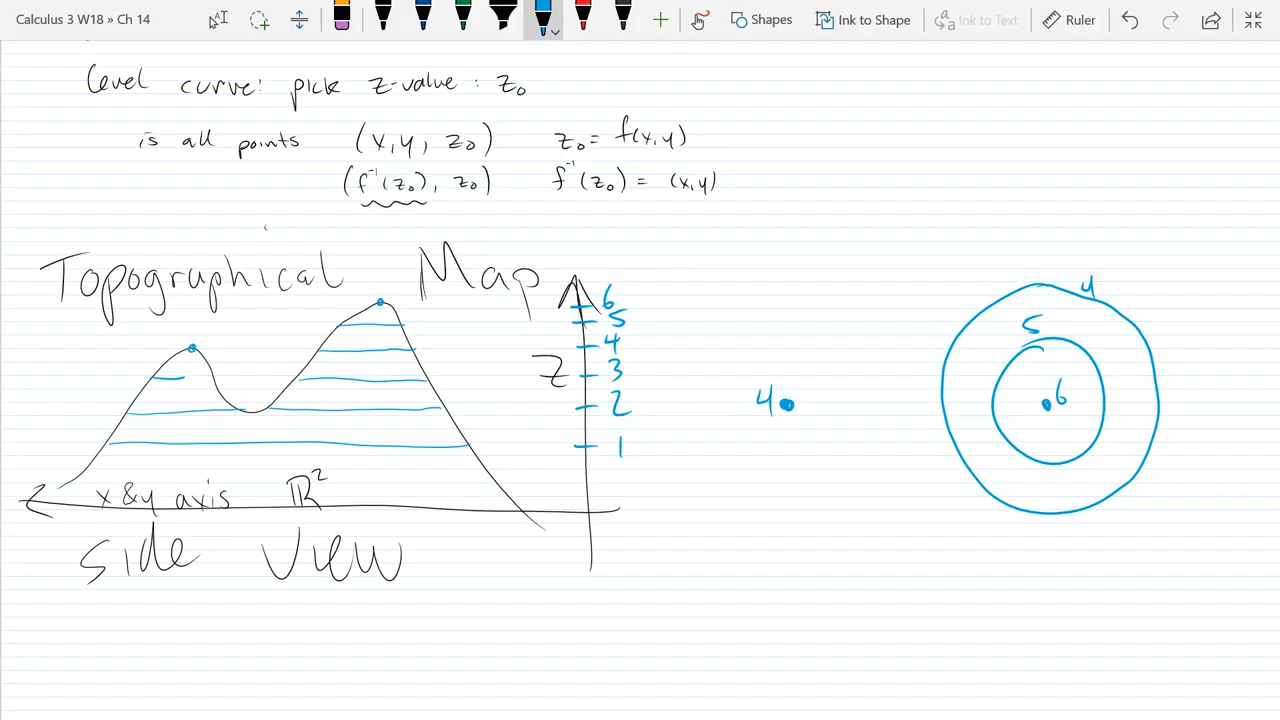 Calculus 3 W18 » Ch 14
Shapes
Ink to Shape
Ink to Text
Ruler
level curve: pick z-value: z₀
is all points (x, y, z₀) z₀ = f(x, y)
(f⁻¹(z₀), z₀) f⁻¹(z₀) = (x, y)
Topographical Map
6
5
4
Z 3
2
1
x & y axis ℝ²
side view
4
4
5
6